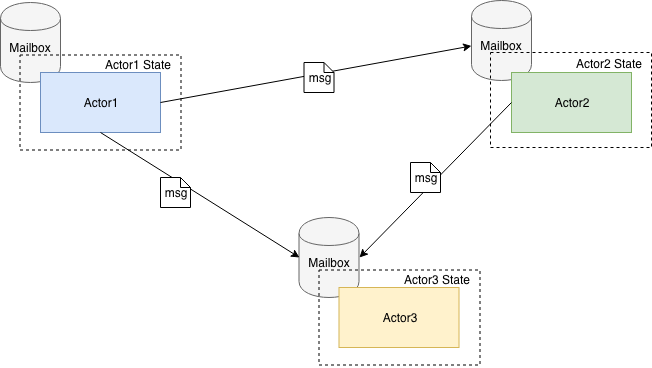 Mailbox
Actor1 State
Actor1
msg
Mailbox
Actor2 State
Actor2
msg
msg
Mailbox
Actor3 State
Actor3